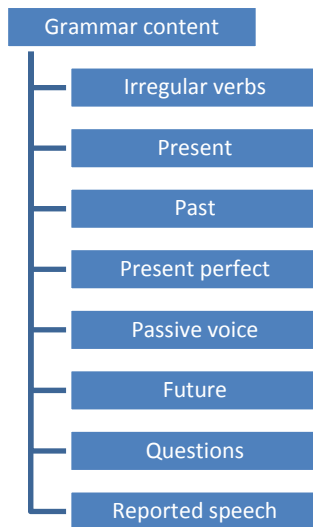 Grammar content
Irregular verbs
Present
Past
Present perfect
Passive voice
Future
Questions
Reported speech